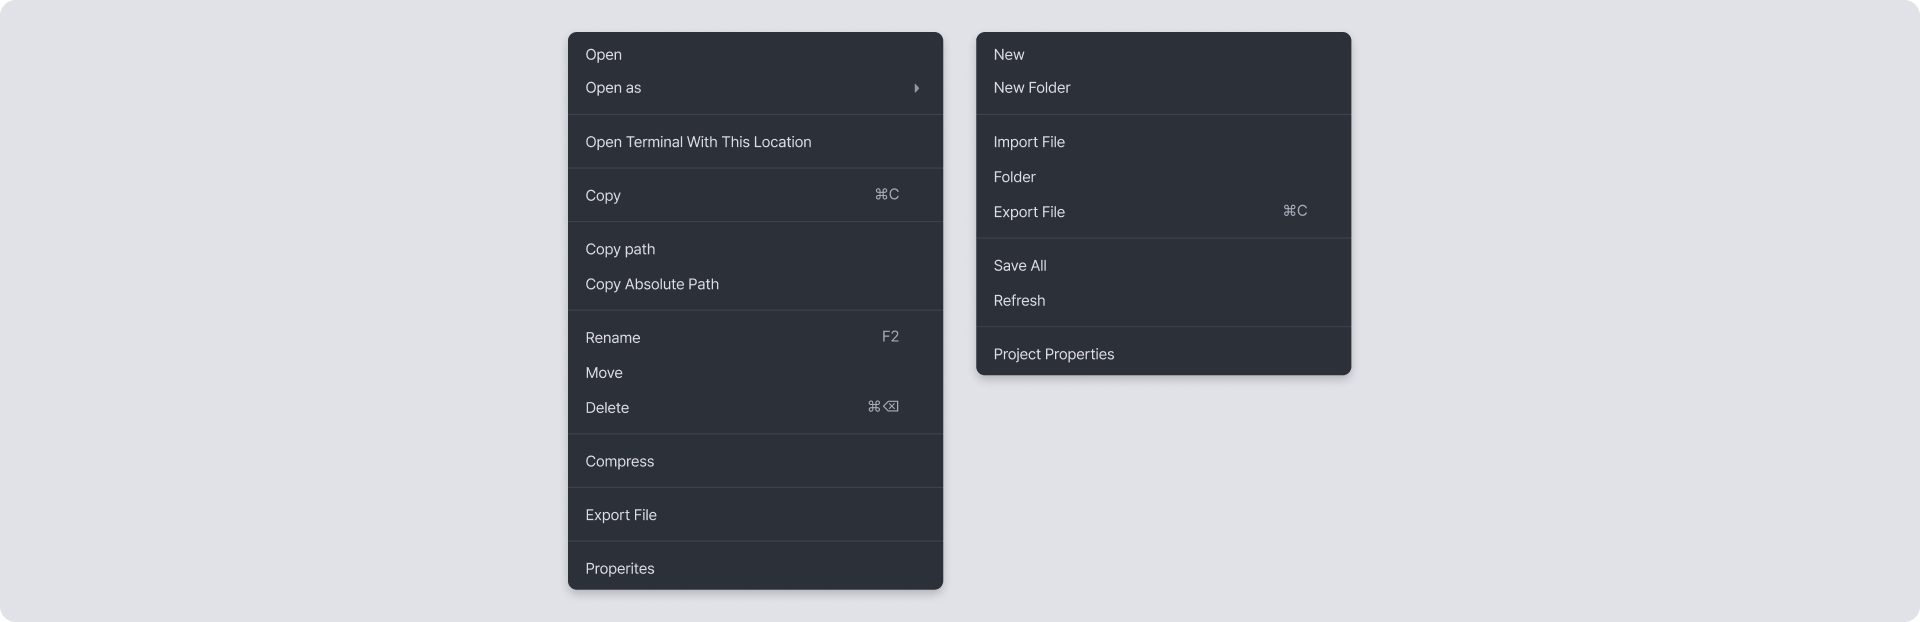 Open
Open as
Open Terminal With This Location
Copy ⌘C
Copy path
Copy Absolute Path
Rename F2
Move
Delete ⌘⌫
Compress
Export File
Properites
New
New Folder
Import File
Folder
Export File ⌘C
Save All
Refresh
Project Properties